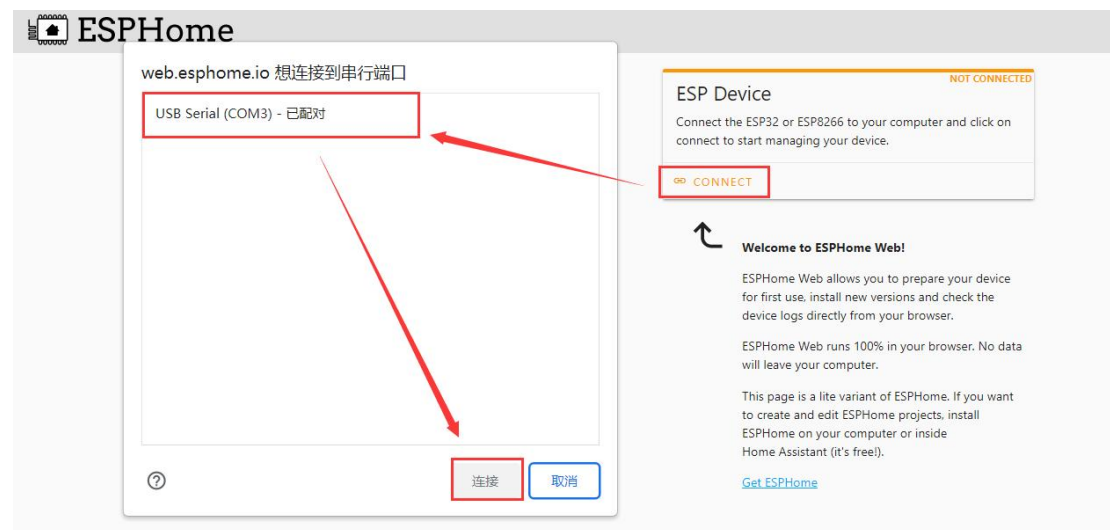 ESPHome
web.esphome.io 想连接到串行端口
USB Serial (COM3) - 已配对
连接
取消
NOT CONNECTED
ESP Device
Connect the ESP32 or ESP8266 to your computer and click on
connect to start managing your device.
CONNECT
Welcome to ESPHome Web!
ESPHome Web allows you to prepare your device
for first use, install new versions and check the
device logs directly from your browser.
ESPHome Web runs 100% in your browser. No data
will leave your computer.
This page is a lite variant of ESPHome. If you want
to create and edit ESPHome projects, install
ESPHome on your computer or inside
Home Assistant (it's free!).
Get ESPHome